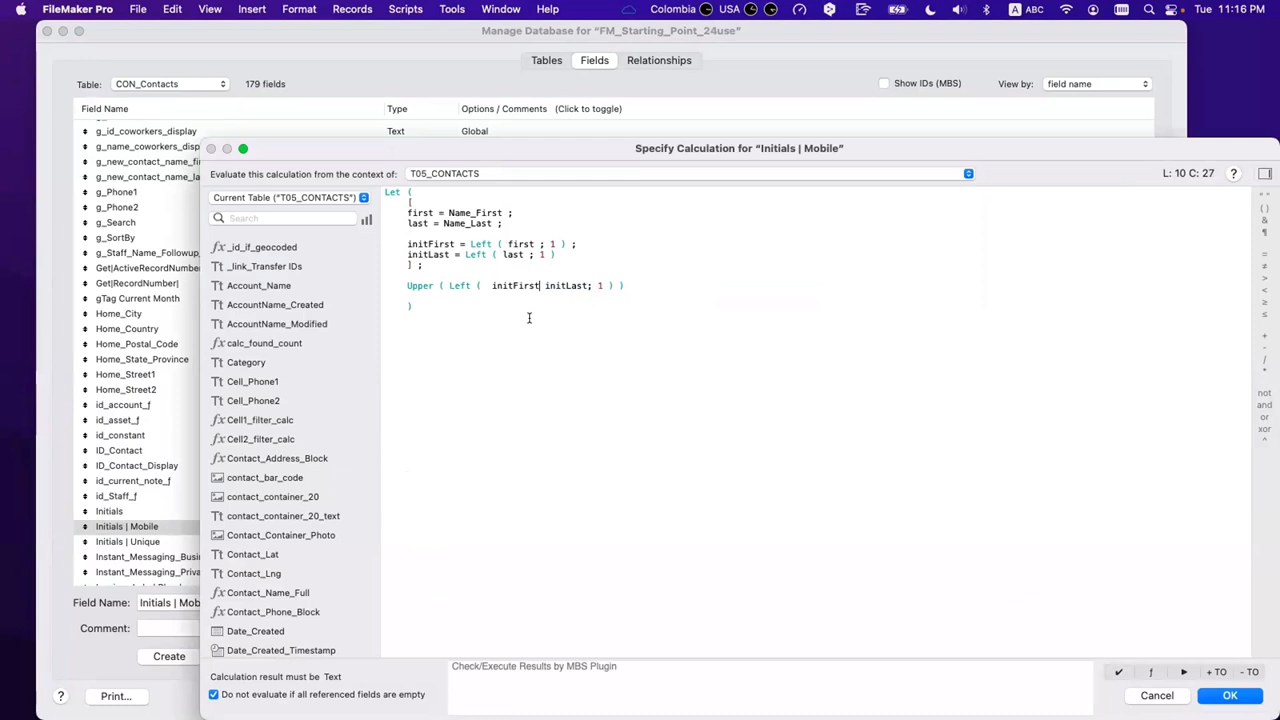 FileMaker Pro File Edit Insert Format Records Scripts Tools Window Help Colombia USA A ABC Tue 11:16 PM
Manage Database for “FM_Starting_Point_24use”
Tables Fields Relationships
Table: CON_Contacts 179 fields Show IDs (MBS) View by: field name
Field Name Type Options / Comments (Click to toggle)
g_id_coworkers_display Text Global
g_name_coworkers_disp
g_new_contact_name_fi
g_new_contact_name_la
g_Phone1
g_Phone2
g_Search
g_SortBy
g_Staff_Name_Followup_
Get|ActiveRecordNumber
Get|RecordNumber
gTag Current Month
Home_City
Home_Country
Home_Postal_Code
Home_State_Province
Home_Street1
Home_Street2
id_account_ƒ
id_asset_ƒ
id_constant
ID_Contact
ID_Contact_Display
id_current_note_ƒ
id_Staff_ƒ
Initials
Initials | Mobile
Initials | Unique
Instant_Messaging_Busi
Instant_Messaging_Priva
Field Name: Initials | Mob
Comment:
Create
? Print...
Specify Calculation for “Initials | Mobile”
Evaluate this calculation from the context of: T05_CONTACTS L: 10 C: 27 ?
Current Table (“T05_CONTACTS”)
Search
_id_if_geocoded
_link_Transfer IDs
Account_Name
AccountName_Created
AccountName_Modified
calc_found_count
Category
Cell_Phone1
Cell_Phone2
Cell1_filter_calc
Cell2_filter_calc
Contact_Address_Block
contact_bar_code
contact_container_20
contact_container_20_text
Contact_Container_Photo
Contact_Lat
Contact_Lng
Contact_Name_Full
Contact_Phone_Block
Date_Created
Date_Created_Timestamp
Let (
[
first = Name_First ;
last = Name_Last ;
initFirst = Left ( first ; 1 ) ;
initLast = Left ( last ; 1 )
] ;
Upper ( Left ( initFirst initLast; 1 ) )
)
" "
( )
&
¶
=
≠
>
<
≥
≤
+
-
/
*
not
and
or
xor
^
Calculation result must be Text
Do not evaluate if all referenced fields are empty
Check/Execute Results by MBS Plugin
✔ ƒ ▶ + TO - TO
Cancel OK